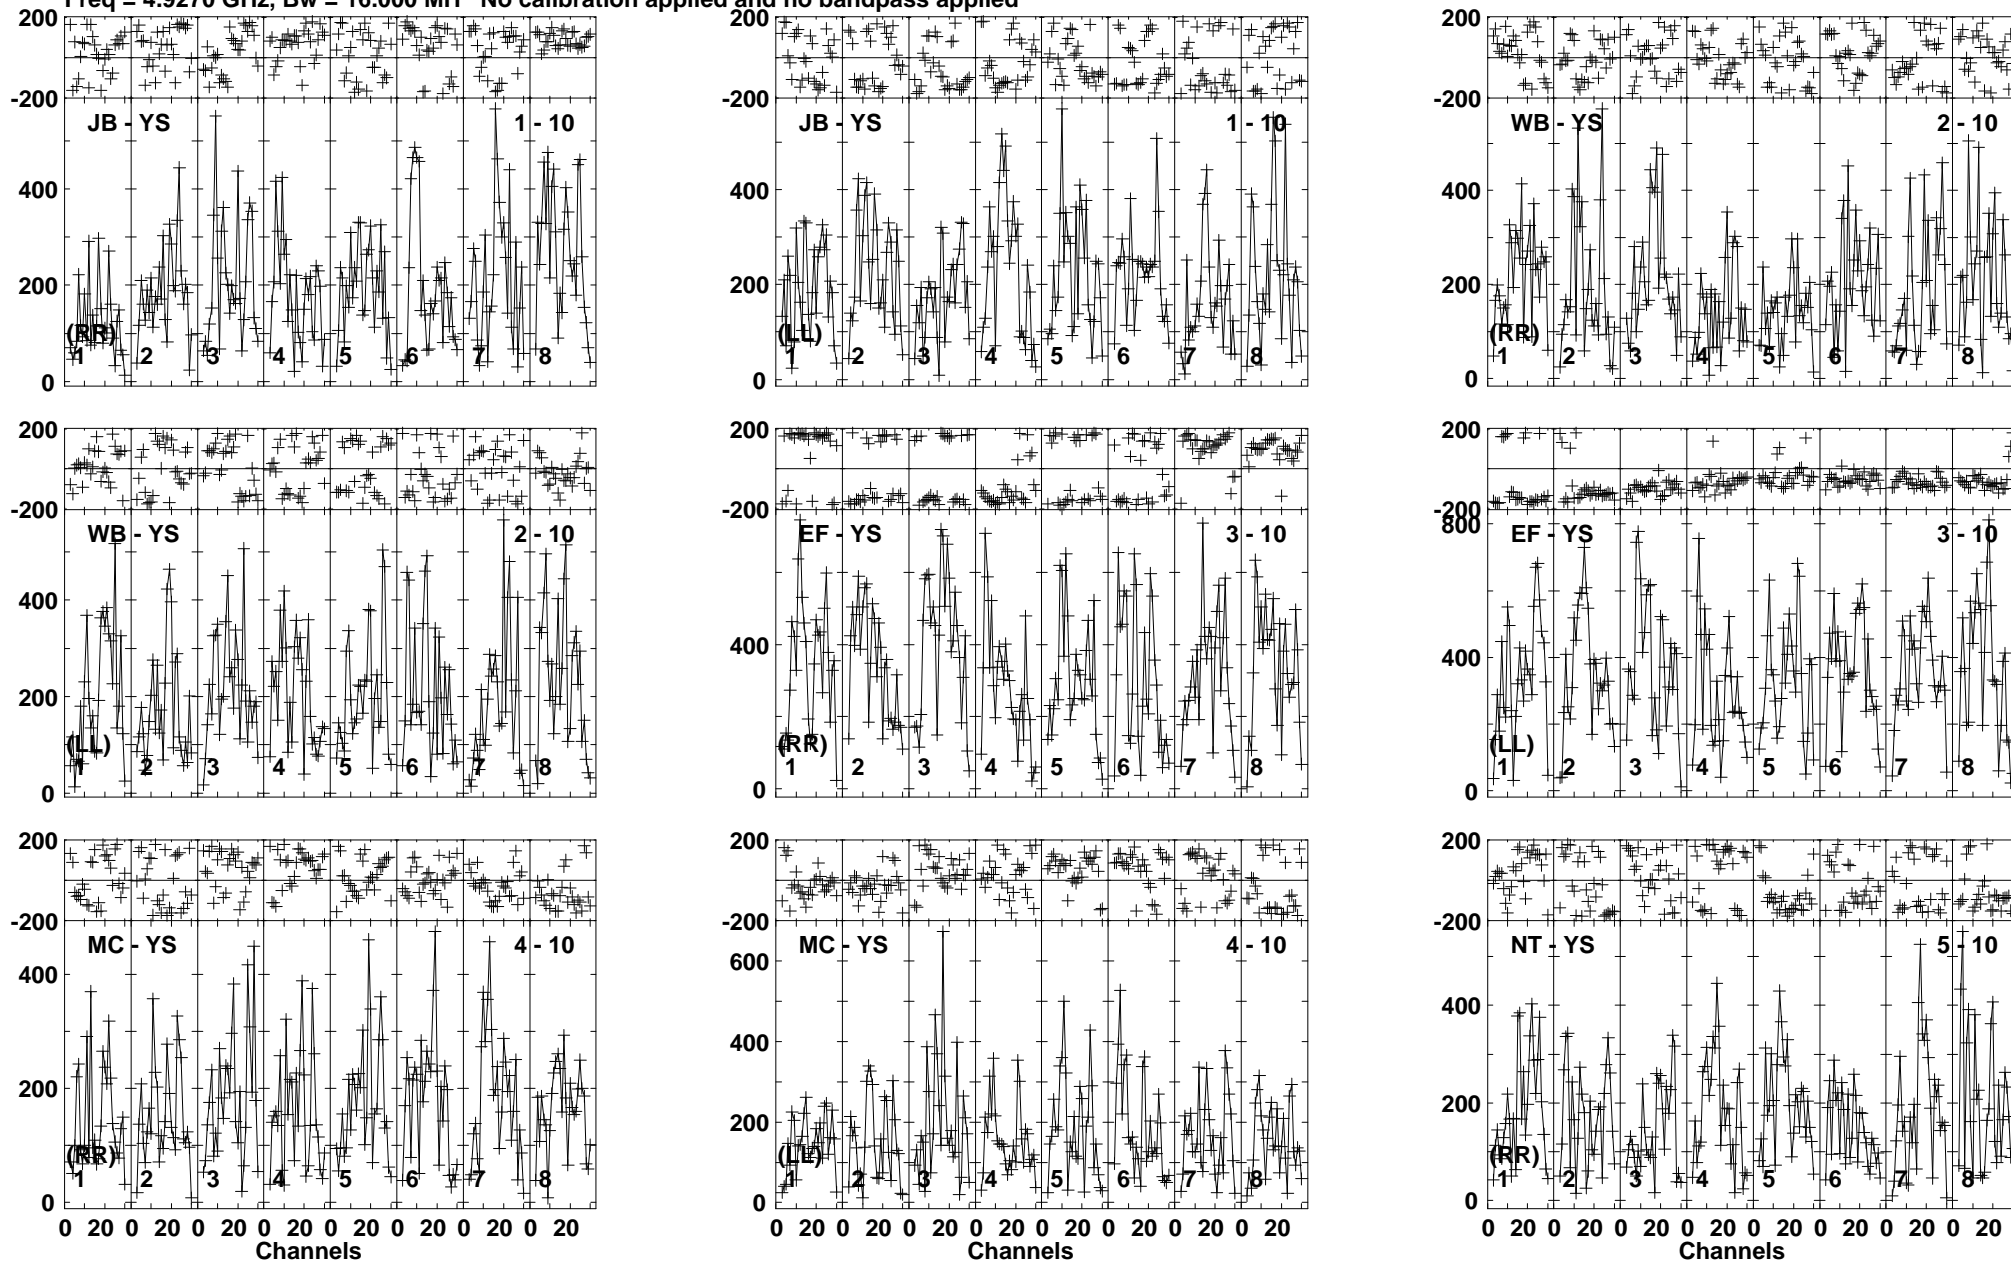 Freq = 4.9270 GHz, Bw = 16.000 MH No calibration applied and no bandpass applied
200 200 200
-200 -200 -200
JB - YS 1 - 10 JB - YS 1 - 10 WB - YS 2 - 10
400 400 400
200 200 200
(RR) (LL) (RR)
1 2 3 4 5 6 7 8 1 2 3 4 5 6 7 8 1 2 3 4 5 6 7 8
0 0 0
200 200 200
-200 -200 -200
WB - YS 2 - 10 EF - YS 3 - 10 800 EF - YS 3 - 10
400 400 400
200
(LL) (RR) (LL)
1 2 3 4 5 6 7 8 1 2 3 4 5 6 7 8 1 2 3 4 5 6 7 8
0 0 0
200 200 200
-200 -200 -200
MC - YS 4 - 10 MC - YS 4 - 10 NT - YS 5 - 10
600
400 400 400
200 200 200
(RR) (LL) (RR)
1 2 3 4 5 6 7 8 1 2 3 4 5 6 7 8 1 2 3 4 5 6 7 8
0 0 0
0 20 0 20 0 20 0 20 0 20 0 20 0 20 0 20 0 20 0 20 0 20 0 20 0 20 0 20 0 20 0 20 0 20 0 20 0 20 0 20 0 20 0 20 0 20 0 20
Channels Channels Channels